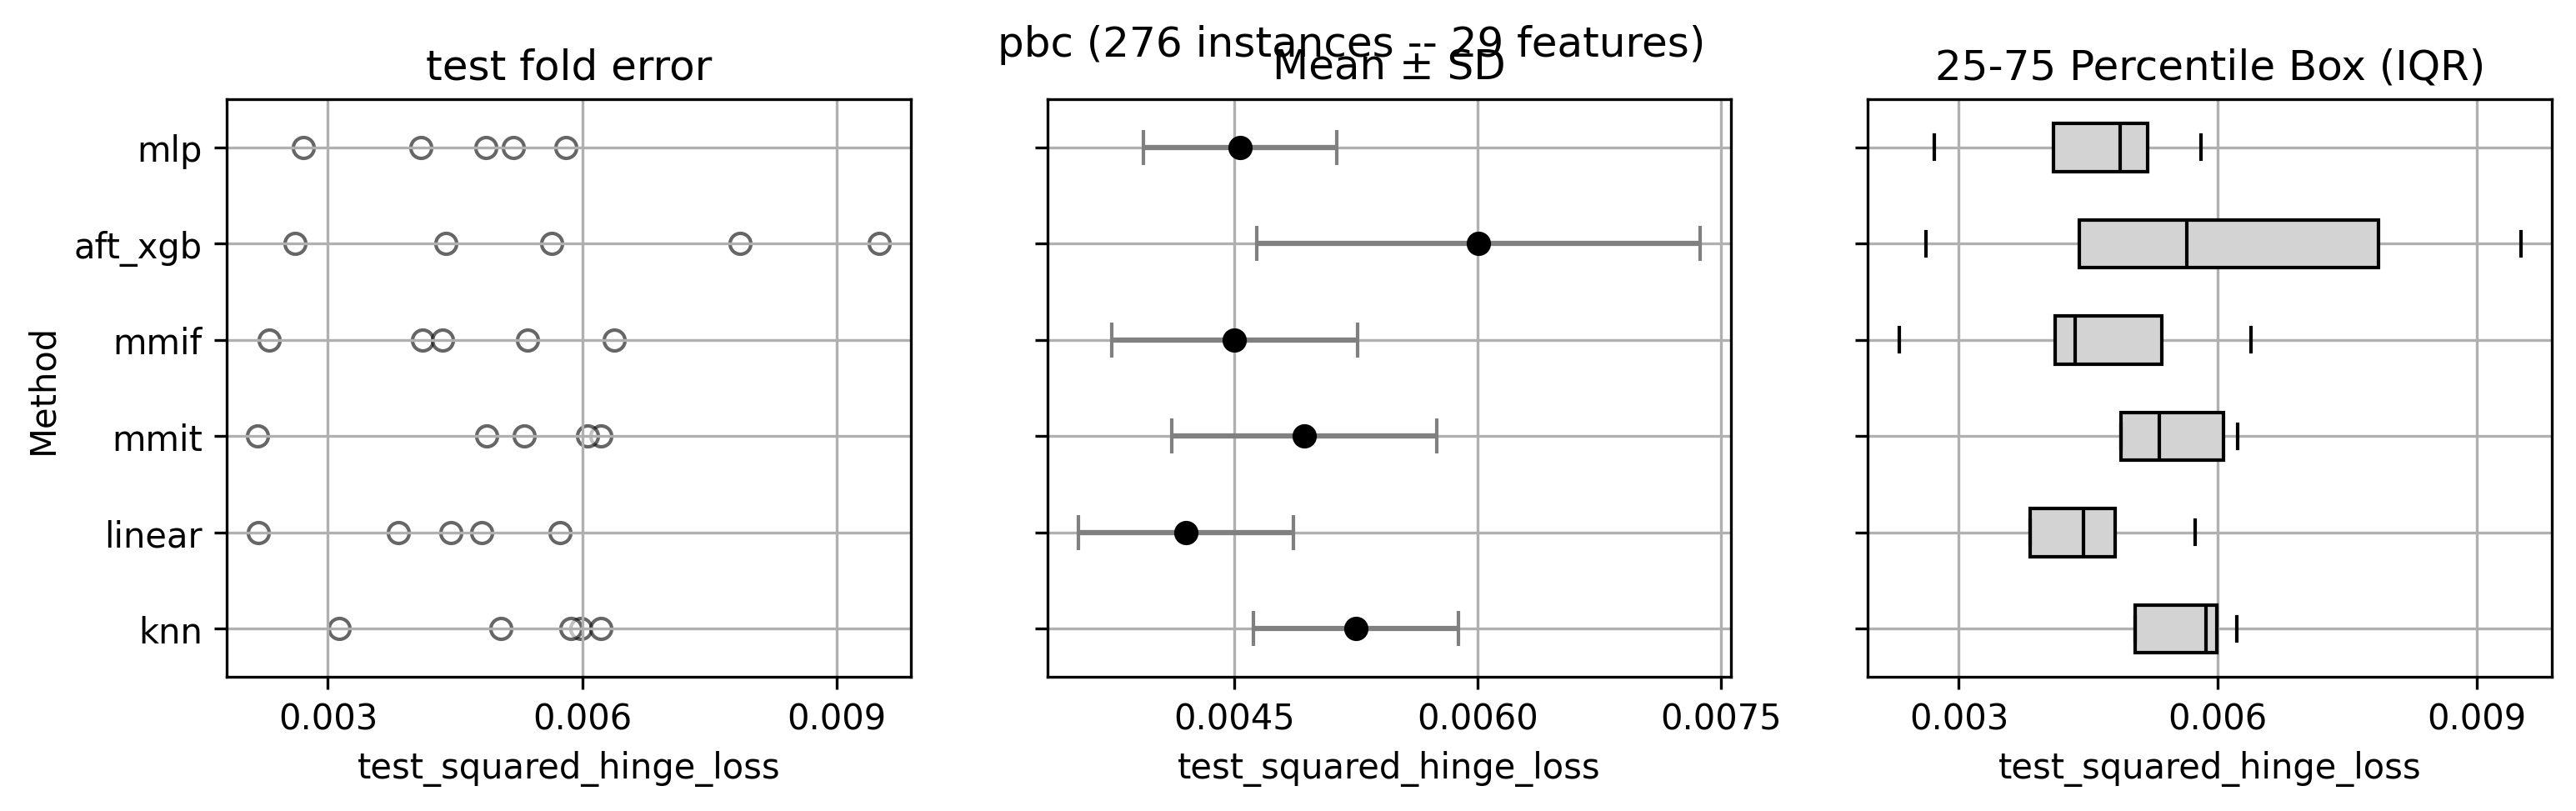 pbc (276 instances -- 29 features)
test fold error
Mean ± SD
25-75 Percentile Box (IQR)
Method
mlp
aft_xgb
mmif
mmit
linear
knn
0.003 0.006 0.009
test_squared_hinge_loss
0.0045 0.0060 0.0075
test_squared_hinge_loss
0.003 0.006 0.009
test_squared_hinge_loss